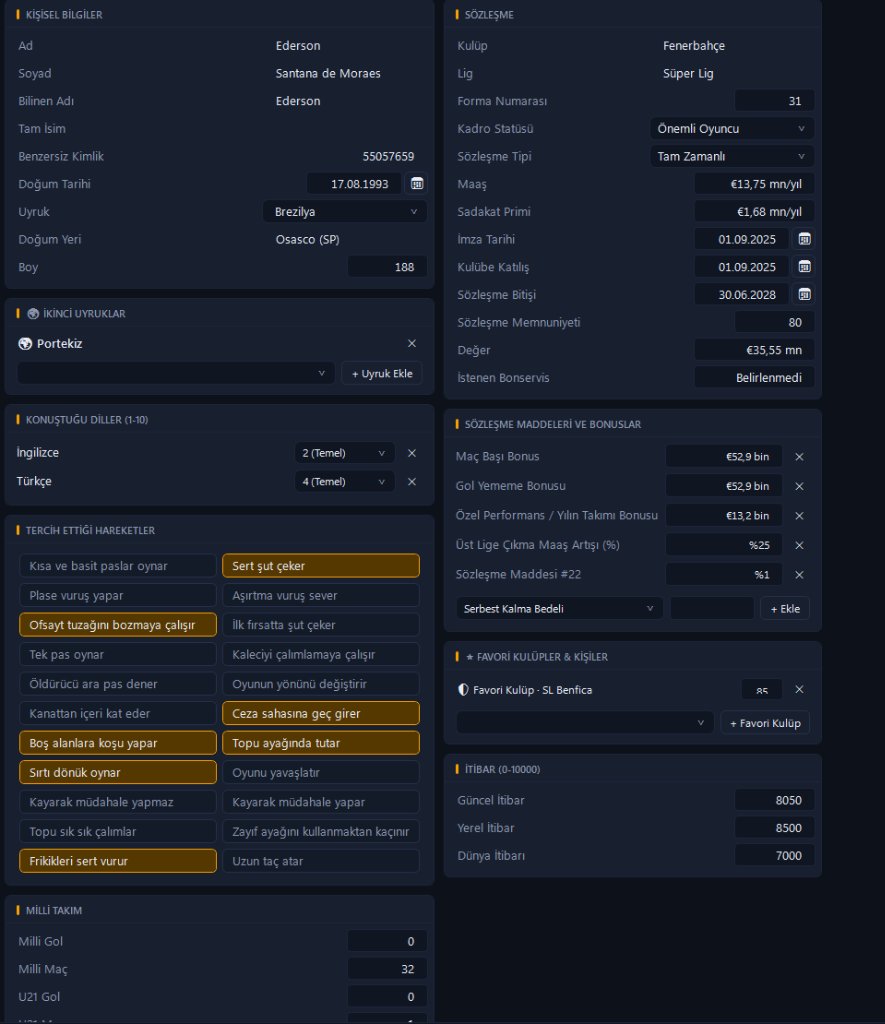 KİŞİSEL BİLGİLER
Ad Ederson
Soyad Santana de Moraes
Bilinen Adı Ederson
Tam İsim
Benzersiz Kimlik 55057659
Doğum Tarihi 17.08.1993
Uyruk Brezilya
Doğum Yeri Osasco (SP)
Boy 188
İKİNCİ UYRUKLAR
Portekiz
+ Uyruk Ekle
KONUŞTUĞU DİLLER (1-10)
İngilizce 2 (Temel)
Türkçe 4 (Temel)
TERCİH ETTİĞİ HAREKETLER
Kısa ve basit paslar oynar Sert şut çeker
Plase vuruş yapar Aşırtma vuruş sever
Ofsayt tuzağını bozmaya çalışır İlk fırsatta şut çeker
Tek pas oynar Kaleciyi çalımlamaya çalışır
Öldürücü ara pas dener Oyunun yönünü değiştirir
Kanattan içeri kat eder Ceza sahasına geç girer
Boş alanlara koşu yapar Topu ayağında tutar
Sırtı dönük oynar Oyunu yavaşlatır
Kayarak müdahale yapmaz Kayarak müdahale yapar
Topu sık sık çalımlar Zayıf ayağını kullanmaktan kaçınır
Frikikleri sert vurur Uzun taç atar
MİLLİ TAKIM
Milli Gol 0
Milli Maç 32
U21 Gol 0
SÖZLEŞME
Kulüp Fenerbahçe
Lig Süper Lig
Forma Numarası 31
Kadro Statüsü Önemli Oyuncu
Sözleşme Tipi Tam Zamanlı
Maaş €13,75 mn/yıl
Sadakat Primi €1,68 mn/yıl
İmza Tarihi 01.09.2025
Kulübe Katılış 01.09.2025
Sözleşme Bitişi 30.06.2028
Sözleşme Memnuniyeti 80
Değer €35,55 mn
İstenen Bonservis Belirlenmedi
SÖZLEŞME MADDELERİ VE BONUSLAR
Maç Başı Bonus €52,9 bin
Gol Yememe Bonusu €52,9 bin
Özel Performans / Yılın Takımı Bonusu €13,2 bin
Üst Lige Çıkma Maaş Artışı (%) %25
Sözleşme Maddesi #22 %1
Serbest Kalma Bedeli + Ekle
★ FAVORİ KULÜPLER & KİŞİLER
Favori Kulüp · SL Benfica 85
+ Favori Kulüp
İTİBAR (0-10000)
Güncel İtibar 8050
Yerel İtibar 8500
Dünya İtibarı 7000